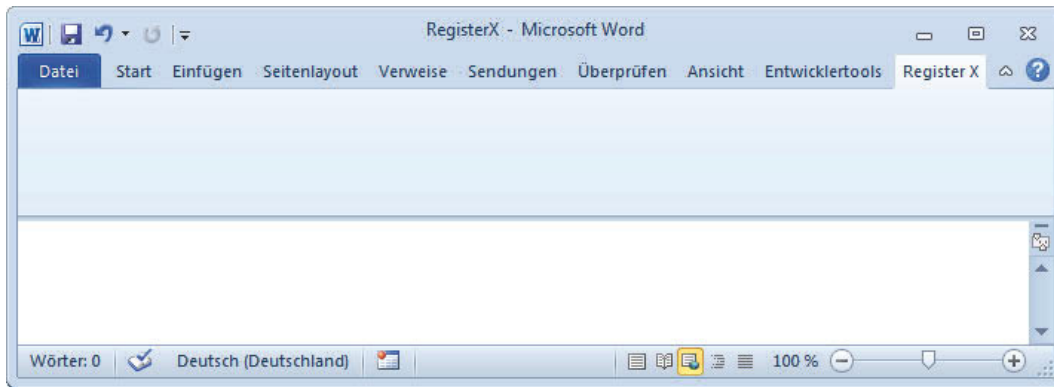 RegisterX - Microsoft Word
Datei Start Einfügen Seitenlayout Verweise Sendungen Überprüfen Ansicht Entwicklertools Register X
Wörter: 0 Deutsch (Deutschland) 100 %